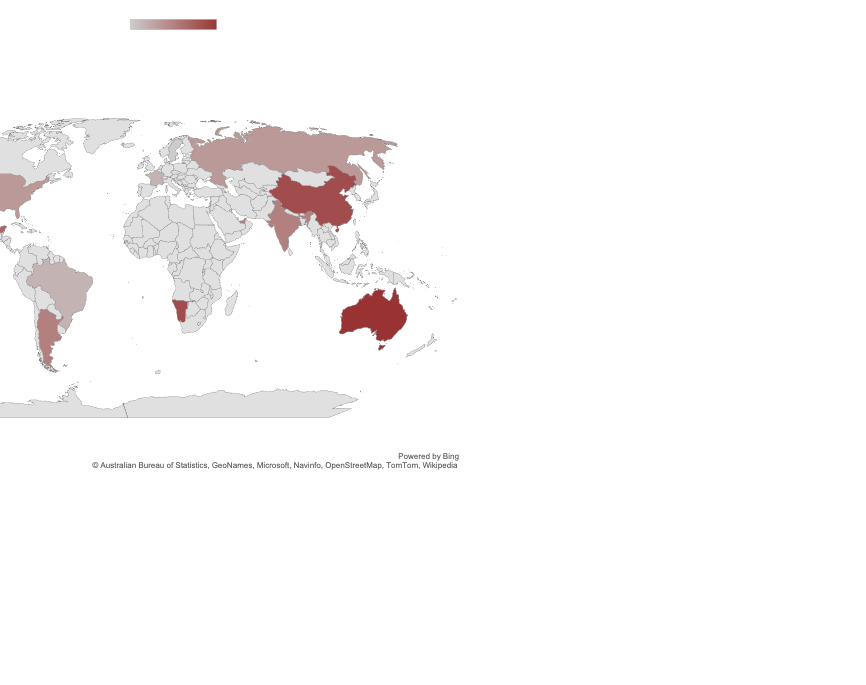 Powered by Bing
© Australian Bureau of Statistics, GeoNames, Microsoft, Navinfo, OpenStreetMap, TomTom, Wikipedia